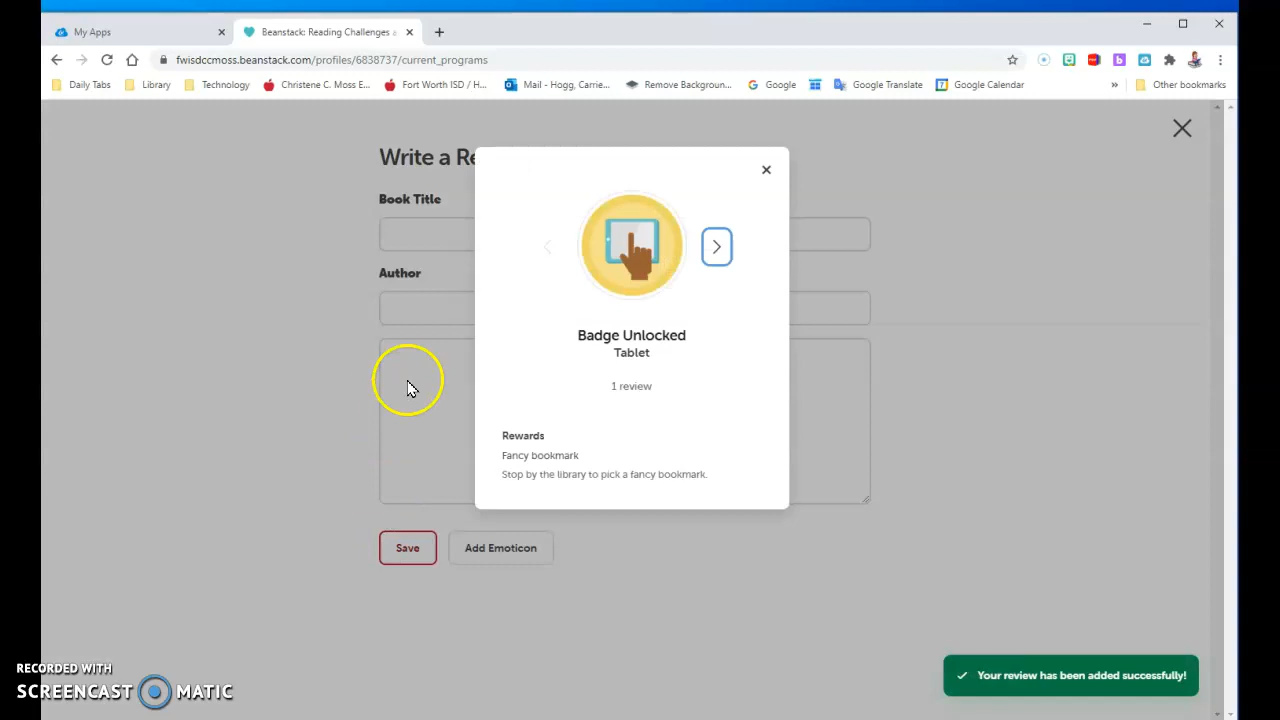 My Apps
Beanstack: Reading Challenges a
fwisdccmoss.beanstack.com/profiles/6838737/current_programs
Daily Tabs
Library
Technology
Christene C. Moss E...
Fort Worth ISD / H...
Mail - Hogg, Carrie...
Remove Backgroun...
Google
Google Translate
Google Calendar
»
Other bookmarks
Write a Re
Book Title
Author
Badge Unlocked
Tablet
1 review
Rewards
Fancy bookmark
Stop by the library to pick a fancy bookmark.
Save
Add Emoticon
Your review has been added successfully!
RECORDED WITH
SCREENCAST MATIC